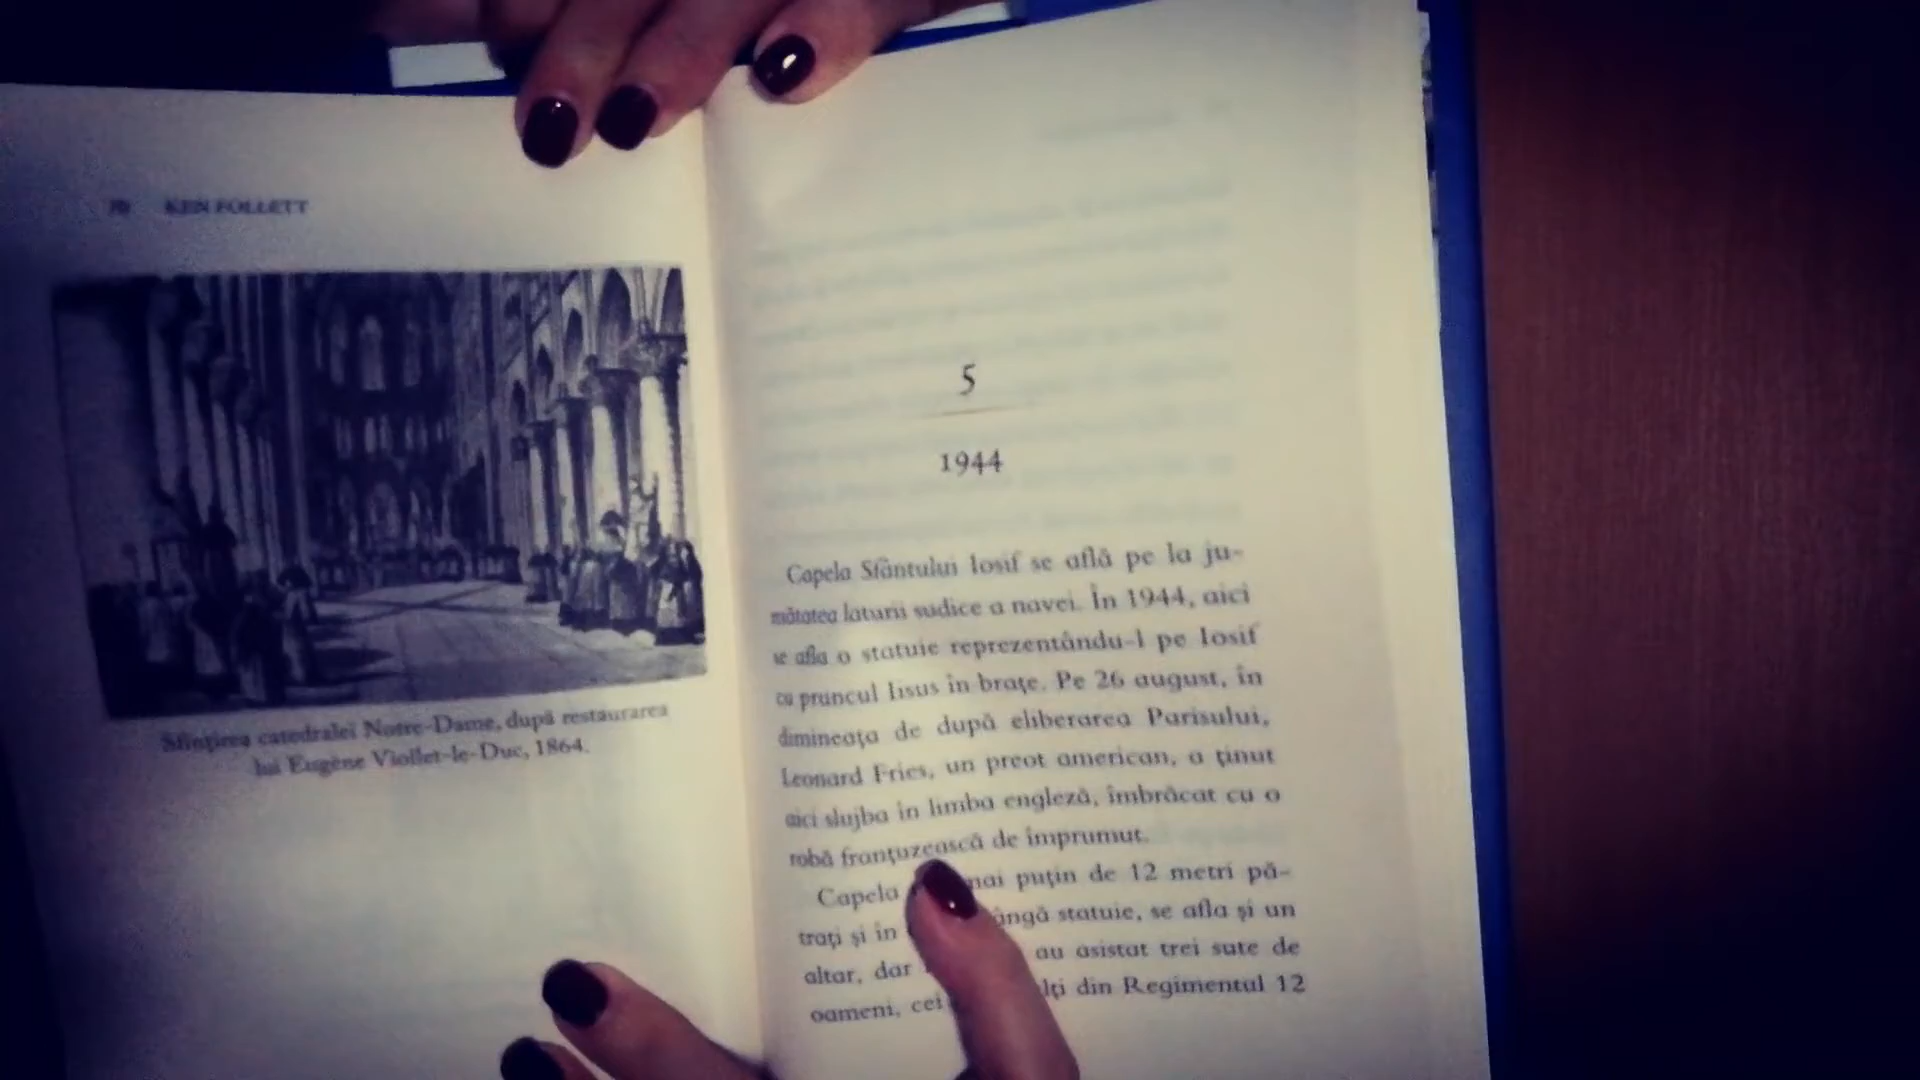 70 KEN FOLLETT
Sfințirea catedralei Notre-Dame, după restaurarea
lui Eugène Viollet-le-Duc, 1864.
5
1944
Capela Sfântului Iosif se află pe la ju-
mătatea laturii sudice a navei. În 1944, aici
se afla o statuie reprezentându-l pe Iosif
cu pruncul Iisus în brațe. Pe 26 august, în
dimineața de după eliberarea Parisului,
Leonard Fries, un preot american, a ținut
aici slujba în limba engleză, îmbrăcat cu o
robă franțuzească de împrumut.
Capela mai puțin de 12 metri pă-
trați și în statuie, se afla și un
altar, dar au asistat trei sute de
oameni, cei din Regimentul 12